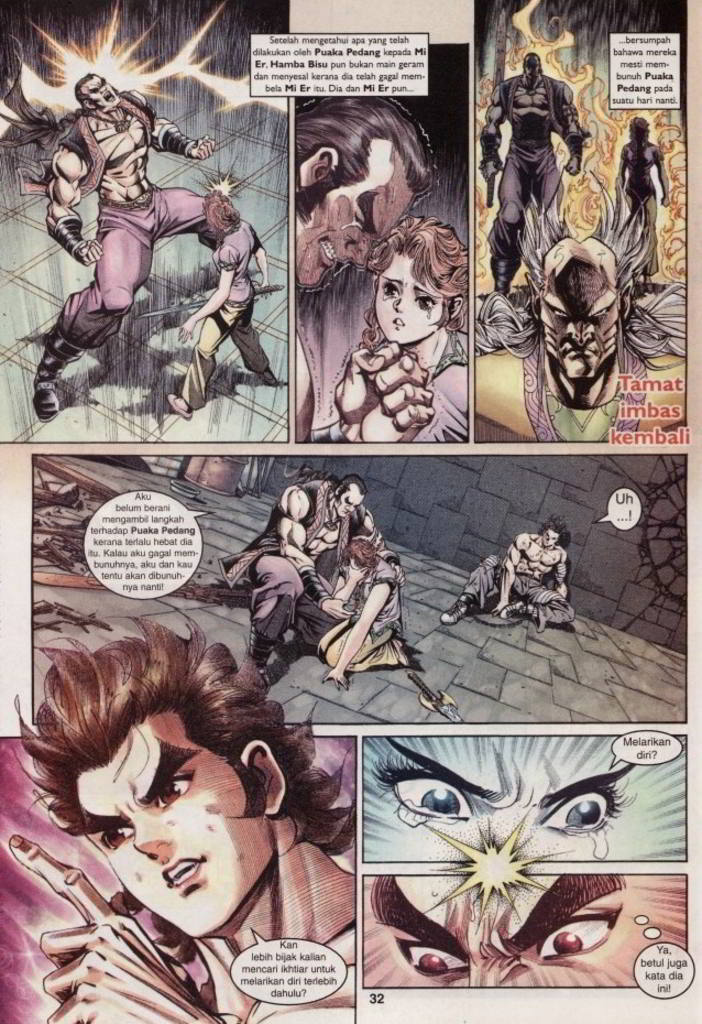 Setelah mengetahui apa yang telah
dilakukan oleh Puaka Pedang kepada Mi
Er, Hamba Bisu pun bukan main geram
dan menyesal kerana dia telah gagal mem-
bela Mi Er itu. Dia dan Mi Er pun...
...bersumpah
bahawa mereka
mesti mem-
bunuh Puaka
Pedang pada
suatu hari nanti.
Tamat
imbas
kembali
Aku
belum berani
mengambil langkah
terhadap Puaka Pedang
kerana terlalu hebat dia
itu. Kalau aku gagal mem-
bunuhnya, aku dan kau
tentu akan dibunuh-
nya nanti!
Uh
...!
Kan
lebih bijak kalian
mencari ikhtiar untuk
melarikan diri terlebih
dahulu?
Melarikan
diri?
Ya,
betul juga
kata dia
ini!
32